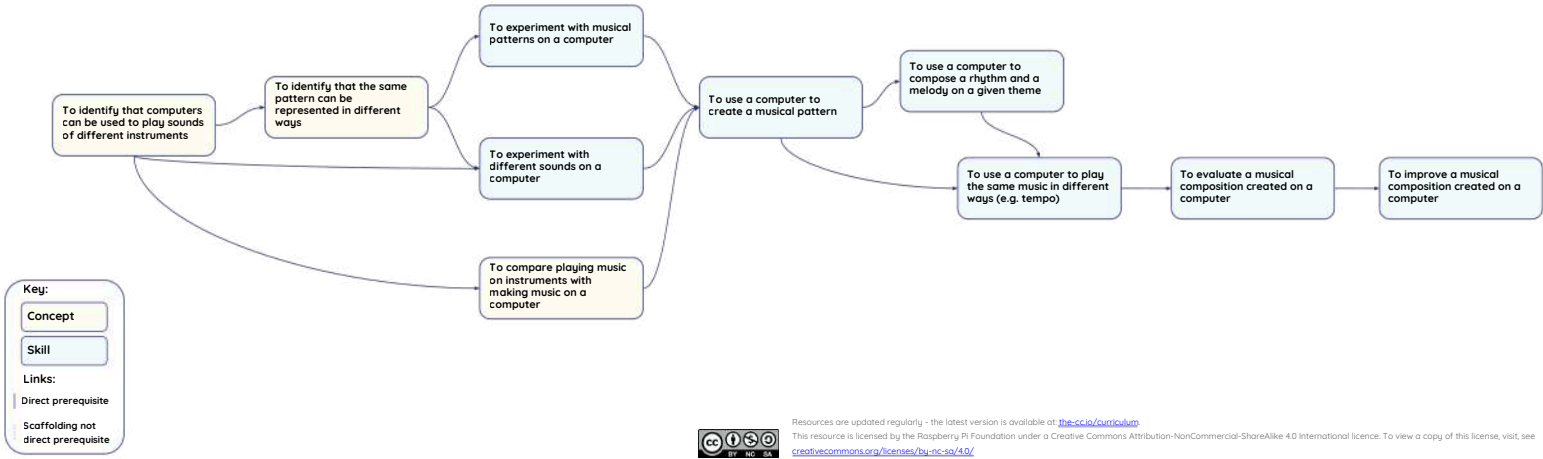 To identify that computers
can be used to play sounds
of different instruments
To identify that the same
pattern can be
represented in different
ways
To experiment with musical
patterns on a computer
To experiment with
different sounds on a
computer
To compare playing music
on instruments with
making music on a
computer
To use a computer to
create a musical pattern
To use a computer to
compose a rhythm and a
melody on a given theme
To use a computer to play
the same music in different
ways (e.g. tempo)
To evaluate a musical
composition created on a
computer
To improve a musical
composition created on a
computer
Key:
Concept
Skill
Links:
Direct prerequisite
Scaffolding not
direct prerequisite
cc
BY NC SA
Resources are updated regularly - the latest version is available at: the-cc.io/curriculum.
This resource is licensed by the Raspberry Pi Foundation under a Creative Commons Attribution-NonCommercial-ShareAlike 4.0 International licence. To view a copy of this license, visit, see
creativecommons.org/licenses/by-nc-sa/4.0/